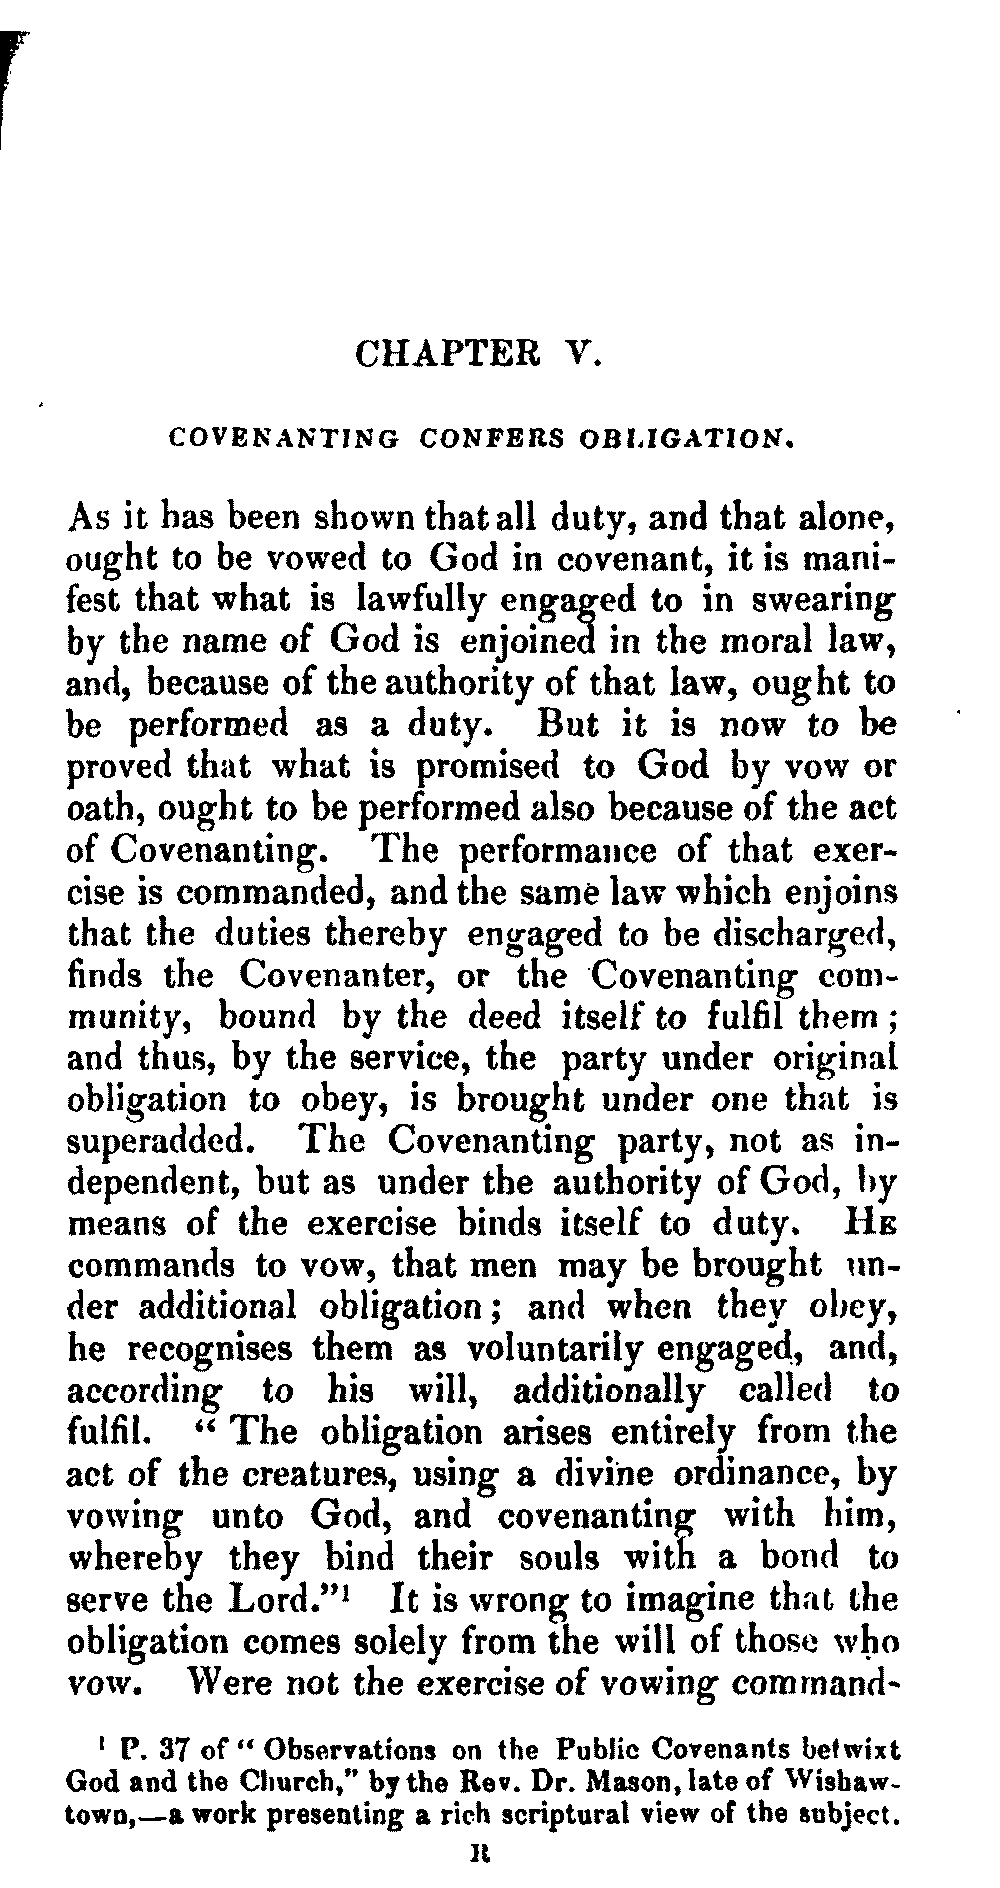 CHAPTER V.
COVENANTING CONFERS OBLIGATION.
As it has been shown that all duty, and that alone,
ought to be vowed to God in covenant, it is mani-
fest that what is lawfully engaged to in swearing
by the name of God is enjoined in the moral law,
and, because of the authority of that law, ought to
be performed as a duty. But it is now to be
proved that what is promised to God by vow or
oath, ought to be performed also because of the act
of Covenanting. The performance of that exer-
cise is commanded, and the same law which enjoins
that the duties thereby engaged to be discharged,
finds the Covenanter, or the Covenanting com-
munity, bound by the deed itself to fulfil them;
and thus, by the service, the party under original
obligation to obey, is brought under one that is
superadded. The Covenanting party, not as in-
dependent, but as under the authority of God, by
means of the exercise binds itself to duty. HE
commands to vow, that men may be brought un-
der additional obligation; and when they obey,
he recognises them as voluntarily engaged, and,
according to his will, additionally called to
fulfil. “The obligation arises entirely from the
act of the creatures, using a divine ordinance, by
vowing unto God, and covenanting with him,
whereby they bind their souls with a bond to
serve the Lord.”¹ It is wrong to imagine that the
obligation comes solely from the will of those who
vow. Were not the exercise of vowing command-
¹ P. 37 of “Observations on the Public Covenants betwixt
God and the Church,” by the Rev. Dr. Mason, late of Wishaw-
town,—a work presenting a rich scriptural view of the subject.
R